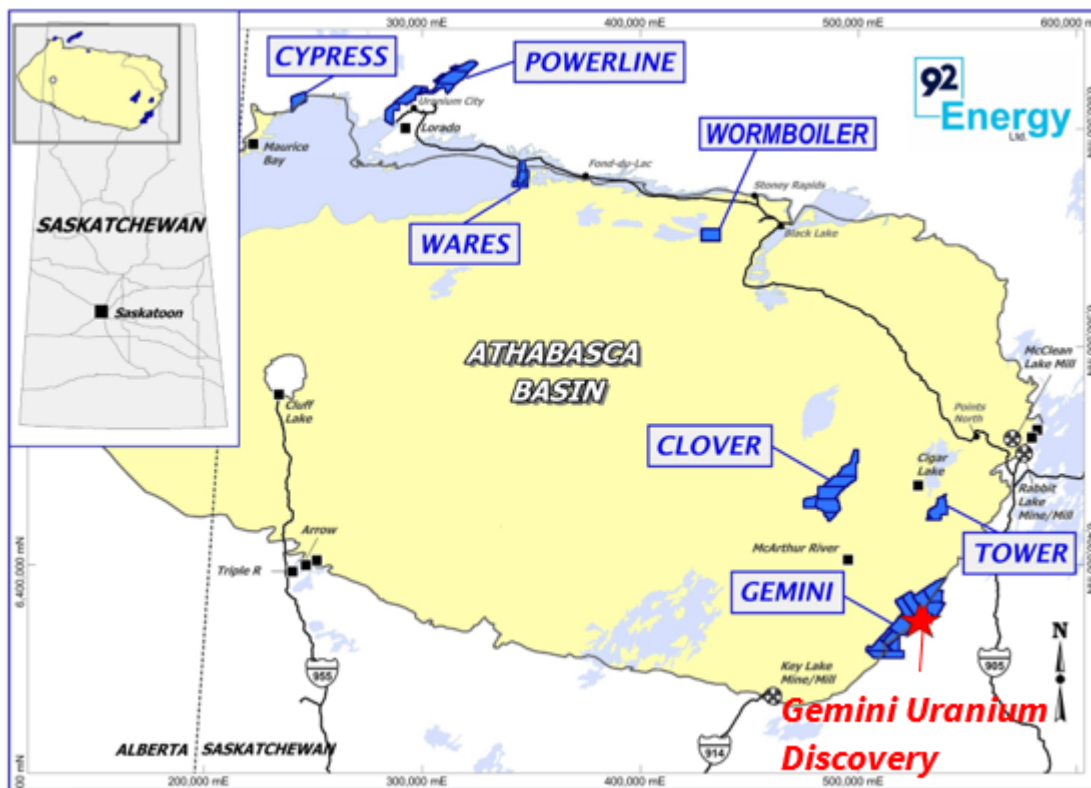 300,000 mE
400,000 mE
500,000 mE
600,000 mE
CYPRESS
POWERLINE
92
Energy
Ltd.
Uranium City
Lorado
WORMBOILER
Maurice
Bay
Fond-du-Lac
Stoney Rapids
SASKATCHEWAN
WARES
Black Lake
Saskatoon
ATHABASCA
BASIN
McClean
Lake Mill
Cluff
Lake
Points
North
CLOVER
Cigar
Lake
Rabbit
Lake
Mine/Mill
Arrow
McArthur River
TOWER
Triple R
6,400,000 mN
GEMINI
N
955
905
Key Lake
Mine/Mill
Gemini Uranium
Discovery
914
ALBERTA
SASKATCHEWAN
200,000 mE
300,000 mE
400,000 mE
500,000 mE